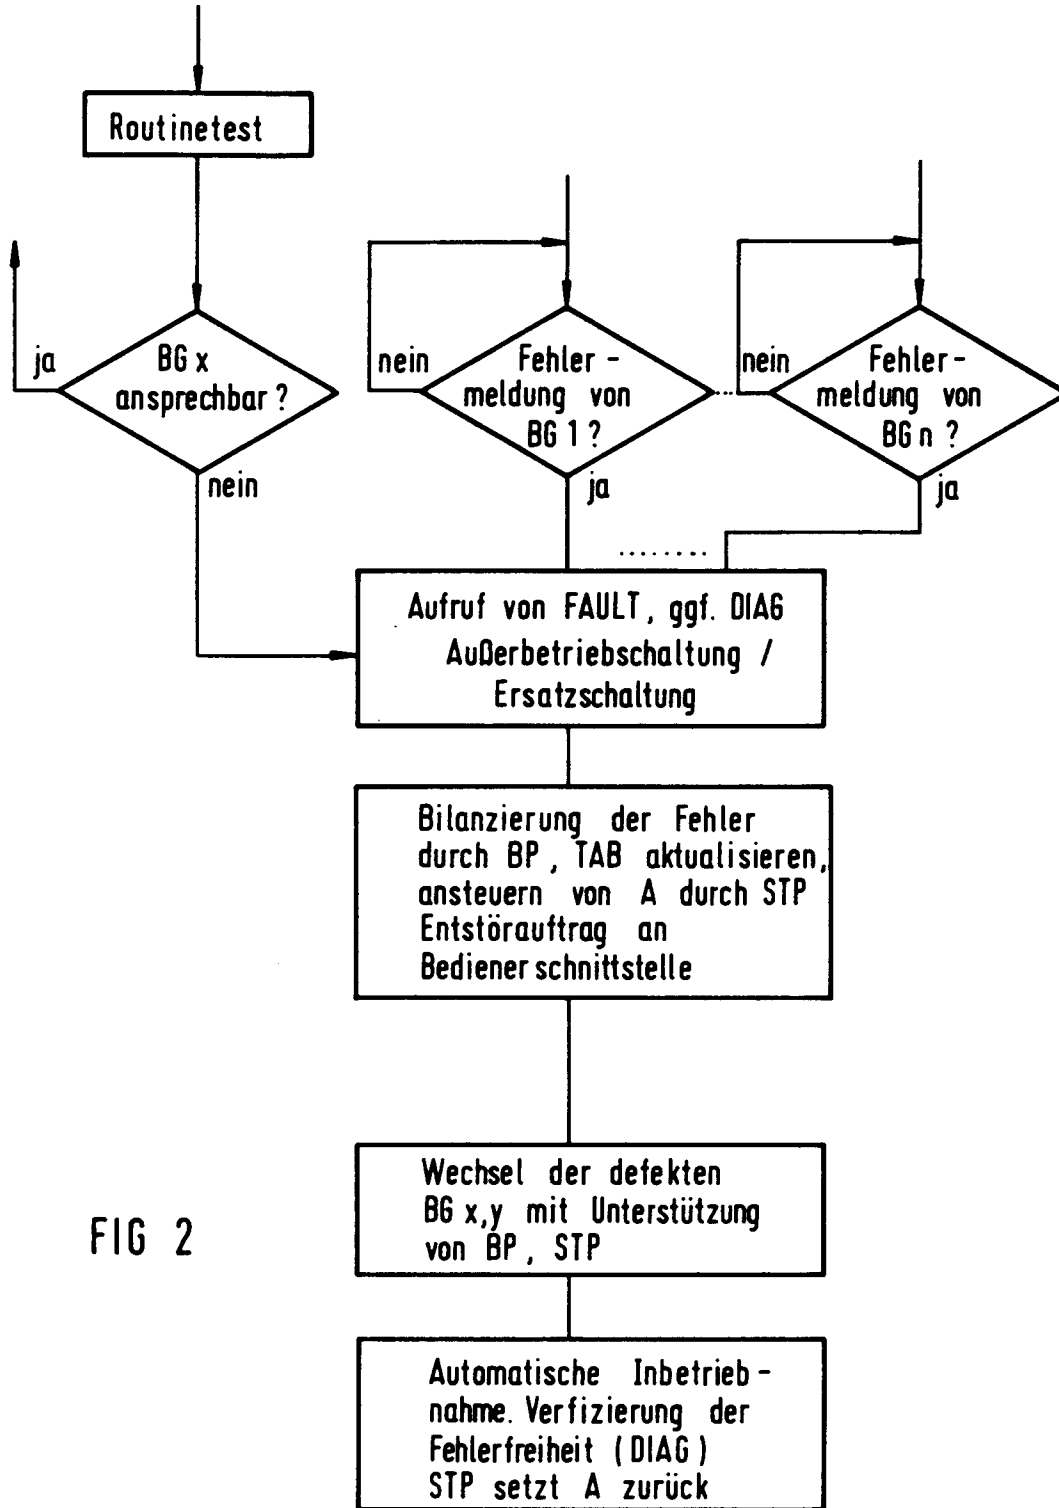 Routinetest
ja
BG x
ansprechbar ?
nein
nein
Fehler-
meldung von
BG 1 ?
ja
.....
nein
Fehler-
meldung von
BG n ?
ja
........
Aufruf von FAULT, ggf. DIAG
Außerbetriebschaltung /
Ersatzschaltung
Bilanzierung der Fehler
durch BP, TAB aktualisieren,
ansteuern von A durch STP
Entstörauftrag an
Bedienerschnittstelle
Wechsel der defekten
BG x,y mit Unterstützung
von BP, STP
FIG 2
Automatische Inbetrieb-
nahme. Verfizierung der
Fehlerfreiheit (DIAG)
STP setzt A zurück